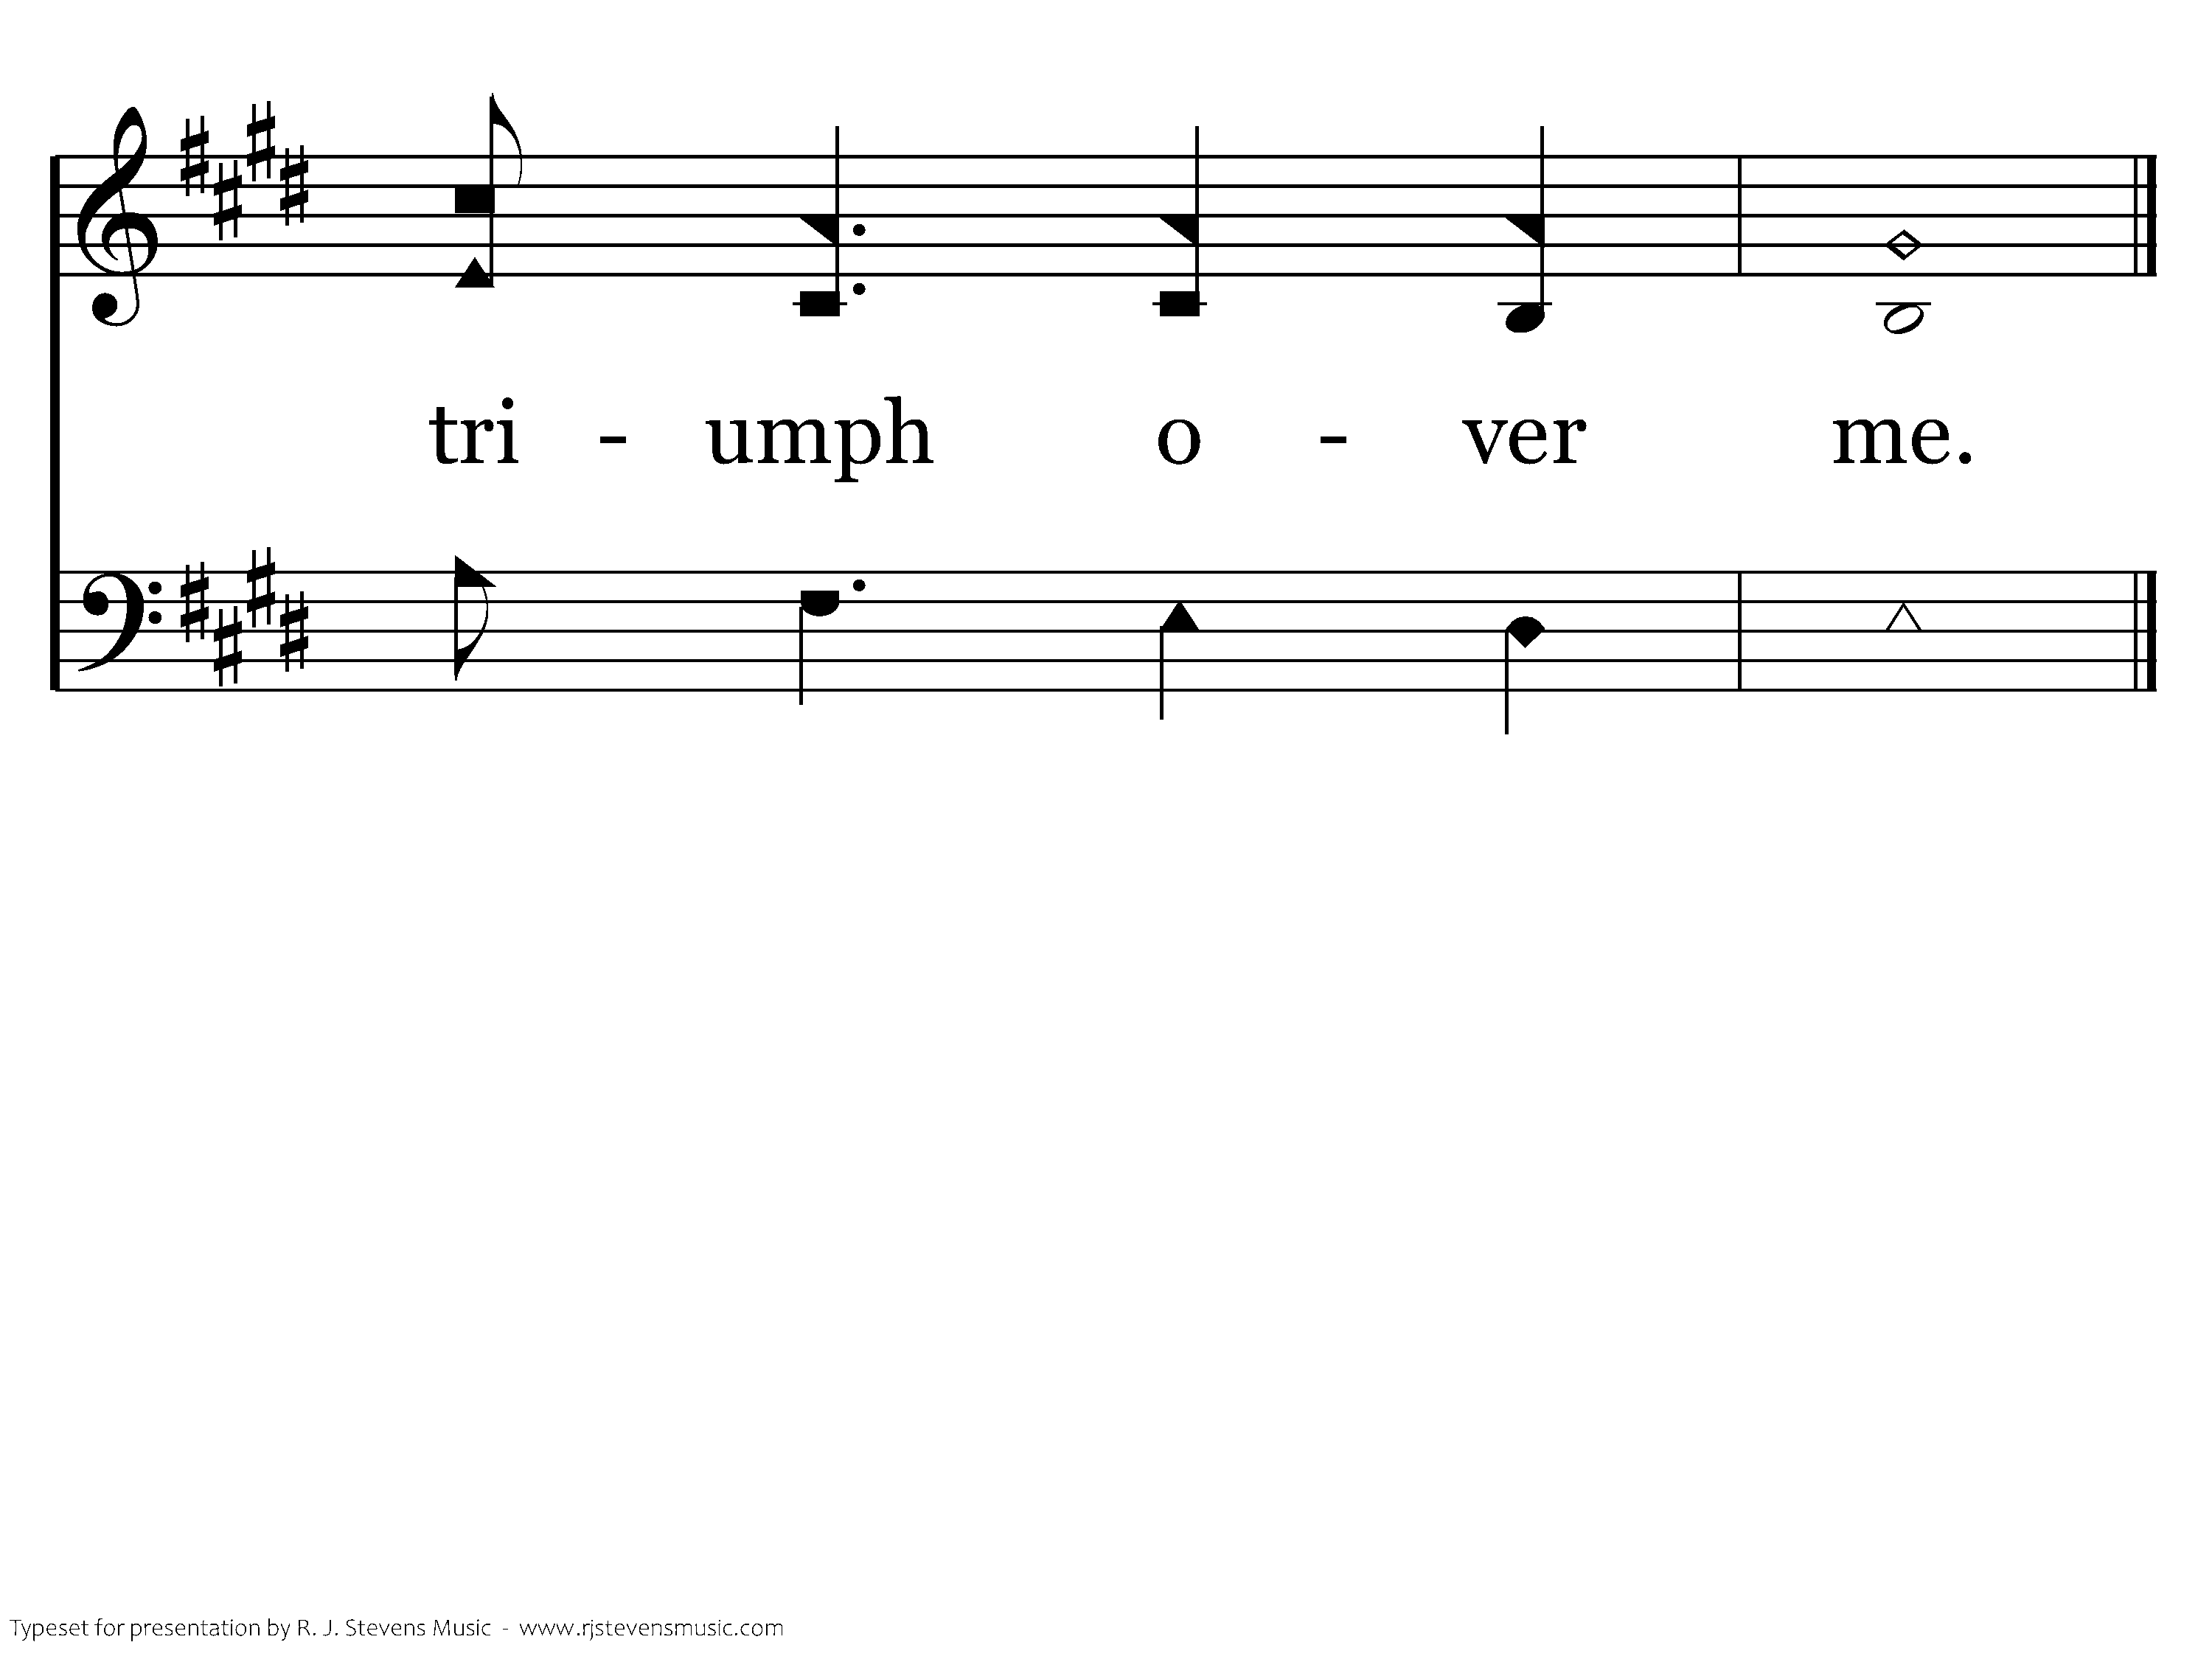 tri - umph o - ver me.
Typeset for presentation by R. J. Stevens Music - www.rjstevensmusic.com